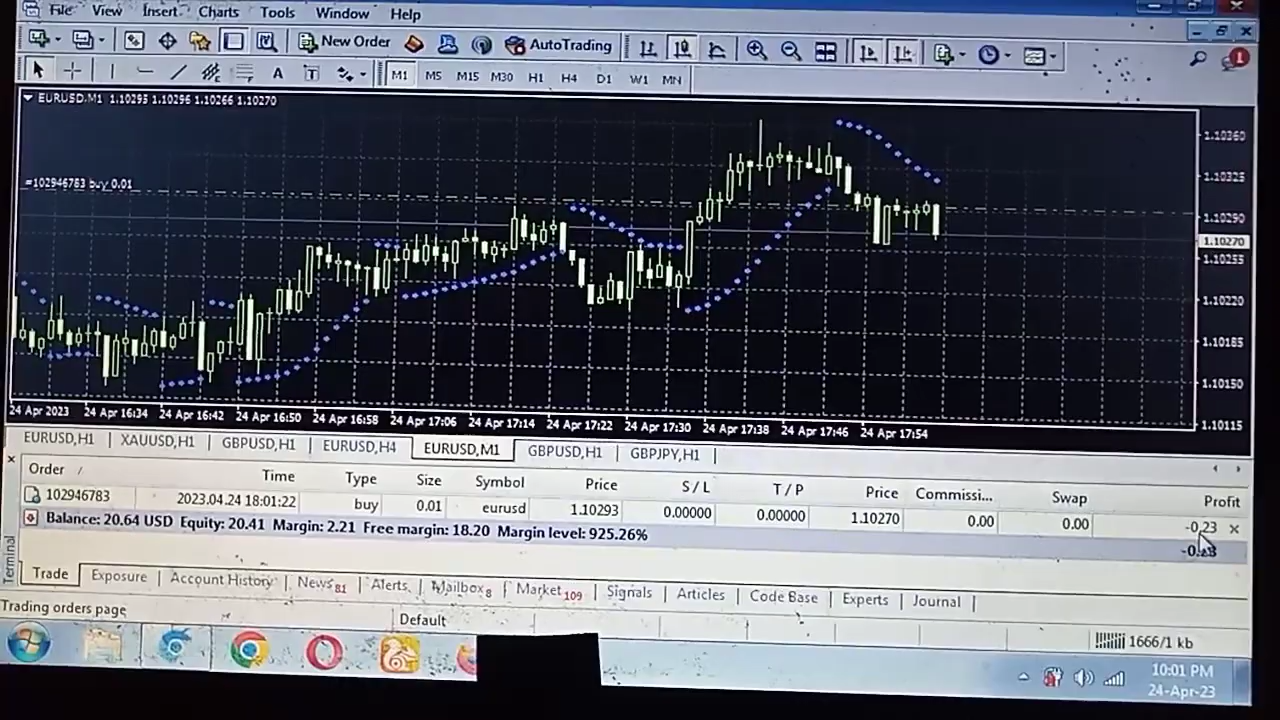 File View Insert Charts Tools Window Help
New Order AutoTrading 1
A T M1 M5 M15 M30 H1 H4 D1 W1 MN
EURUSD.M1 1.10293 1.10296 1.10266 1.10270
1.10360
1.10325
#102946783 buy 0.01
1.10290
1.10270
1.10255
1.10220
1.10185
1.10150
1.10115
24 Apr 2023 24 Apr 16:34 24 Apr 16:42 24 Apr 16:50 24 Apr 16:58 24 Apr 17:06 24 Apr 17:14 24 Apr 17:22 24 Apr 17:30 24 Apr 17:38 24 Apr 17:46 24 Apr 17:54
EURUSD,H1 XAUUSD,H1 GBPUSD,H1 EURUSD,H4 EURUSD,M1 GBPUSD,H1 GBPJPY,H1
Order / Time Type Size Symbol Price S / L T / P Price Commissi... Swap Profit
102946783 2023.04.24 18:01:22 buy 0.01 eurusd 1.10293 0.00000 0.00000 1.10270 0.00 0.00 -0.23
Balance: 20.64 USD Equity: 20.41 Margin: 2.21 Free margin: 18.20 Margin level: 925.26%
Terminal
Trade Exposure Account History News 81 Alerts Mailbox 8 Market 109 Signals Articles Code Base Experts Journal
Trading orders page Default 1666/1 kb
10:01 PM
24-Apr-23